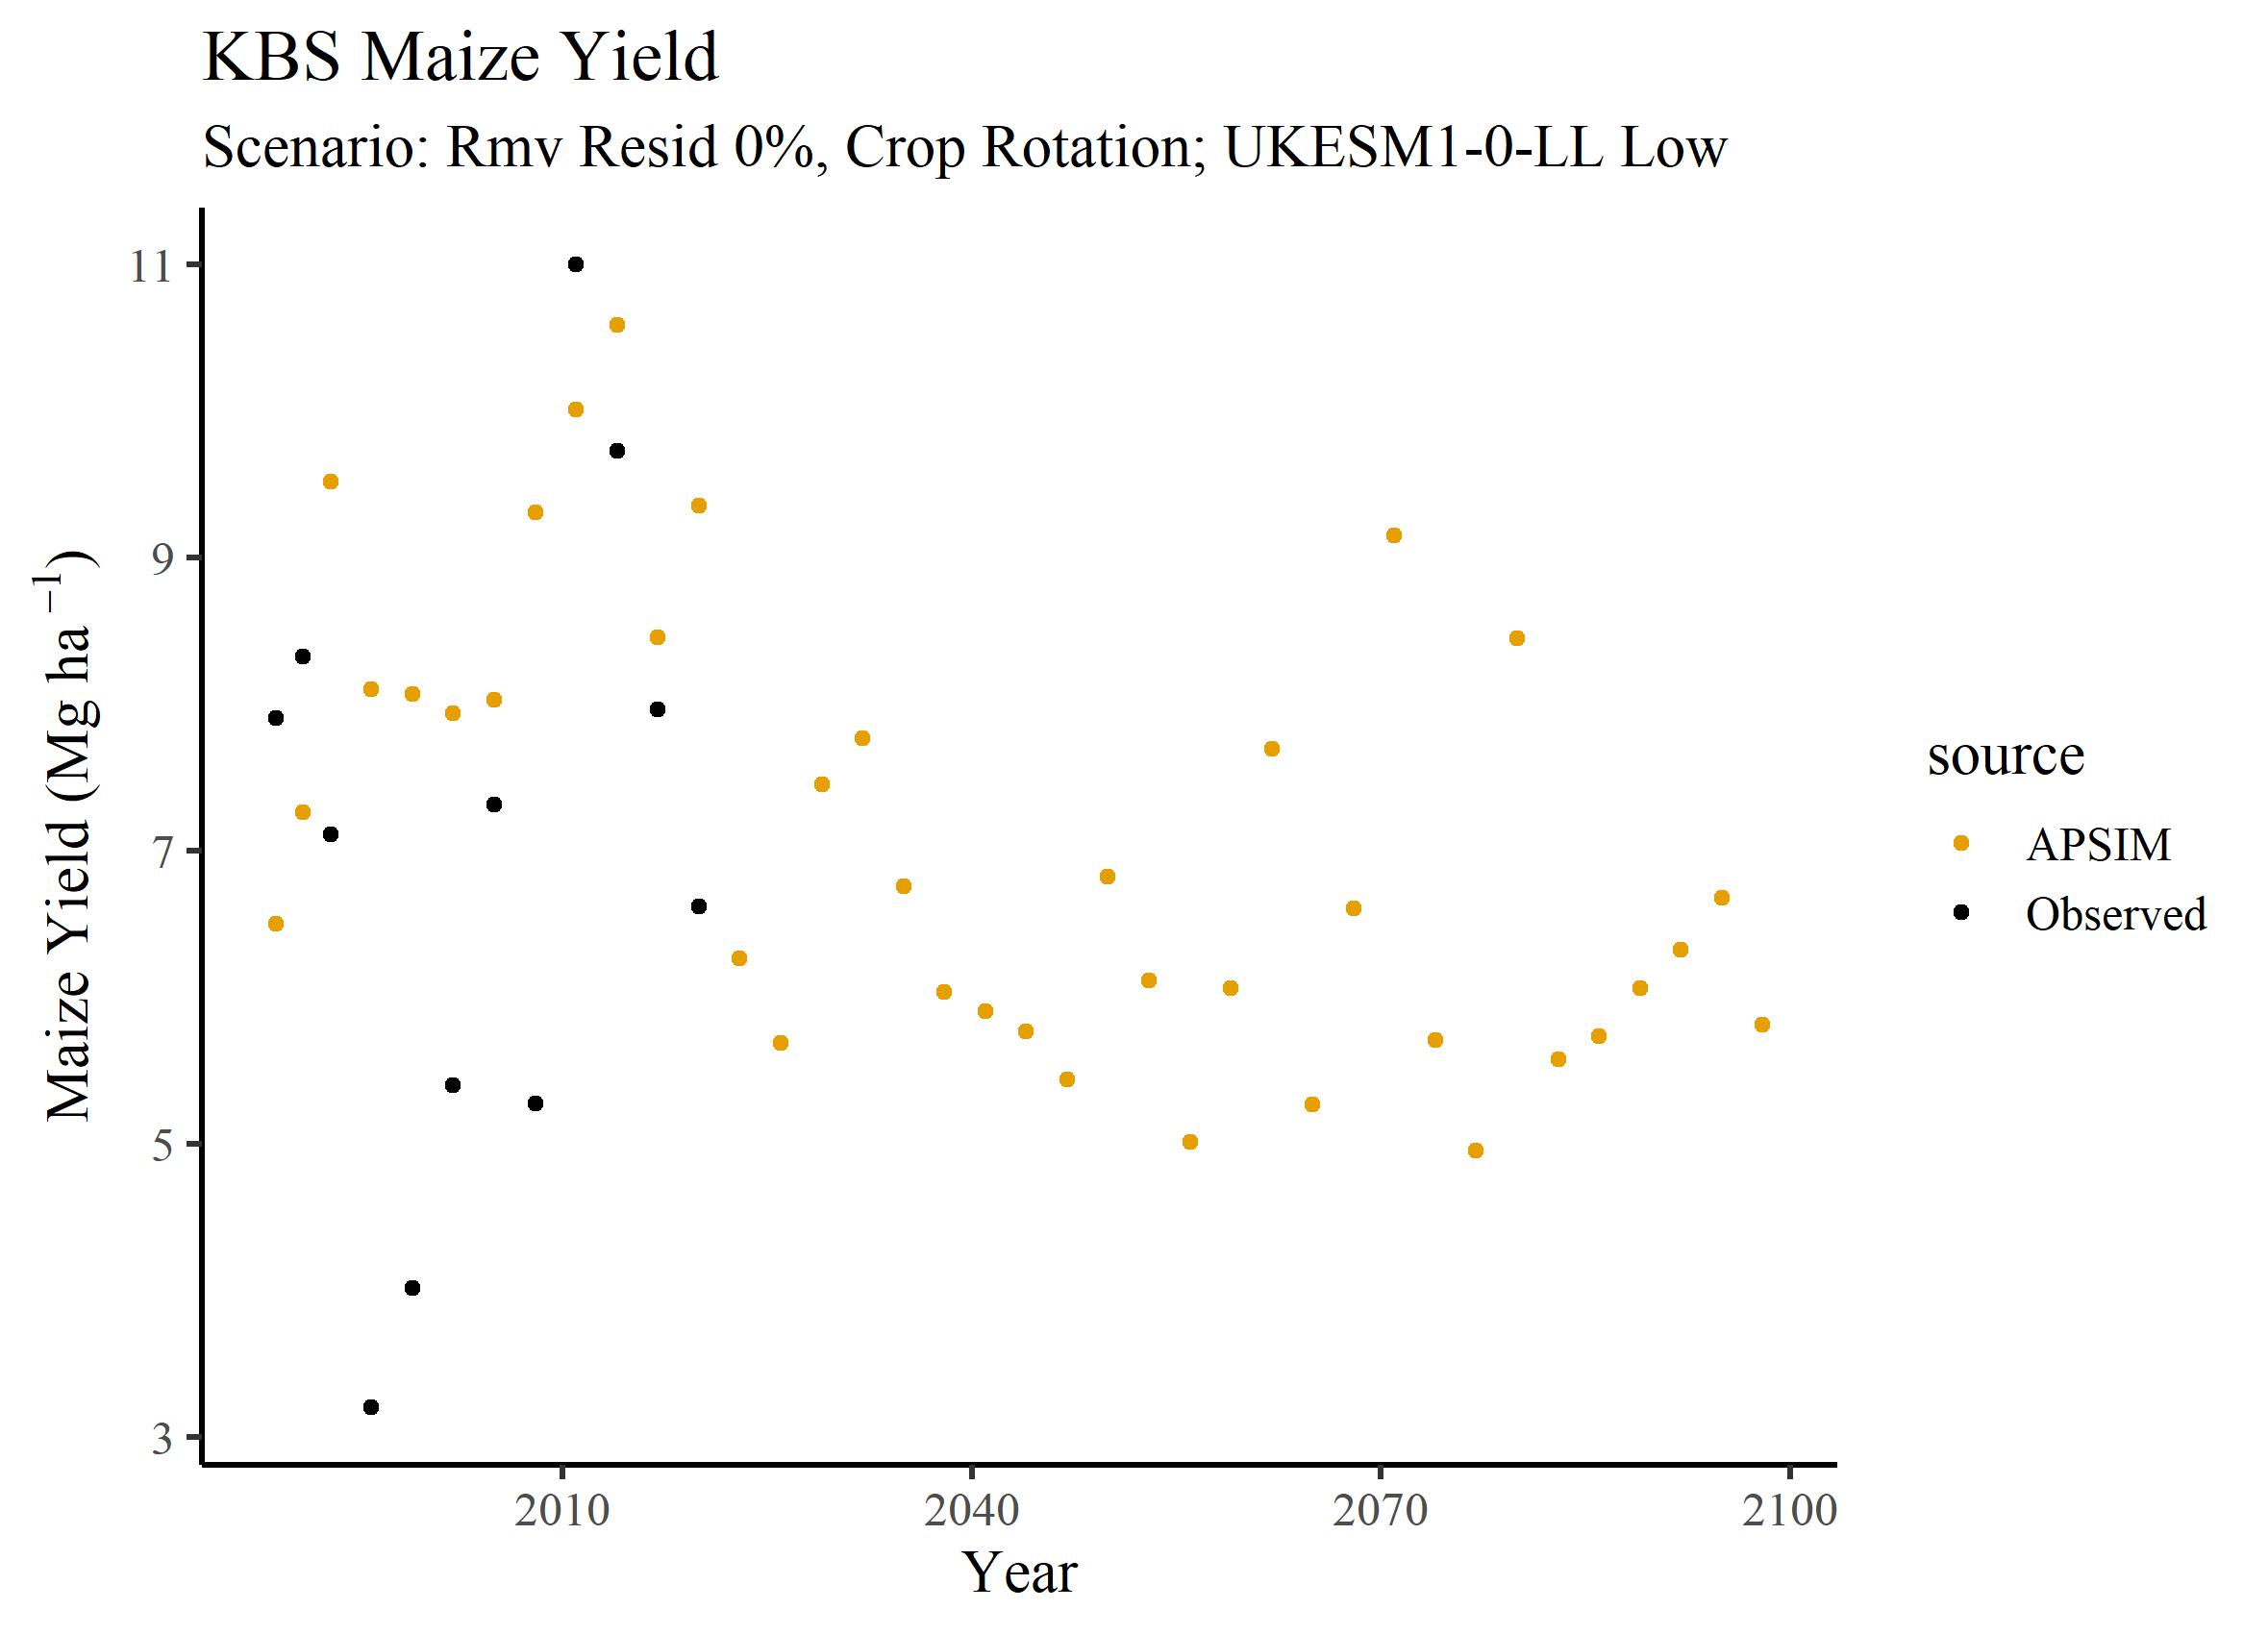 KBS Maize Yield
Scenario: Rmv Resid 0%, Crop Rotation; UKESM1-0-LL Low
Maize Yield (Mg ha⁻¹)
11
9
7
5
3
2010
2040
2070
2100
Year
source
APSIM
Observed